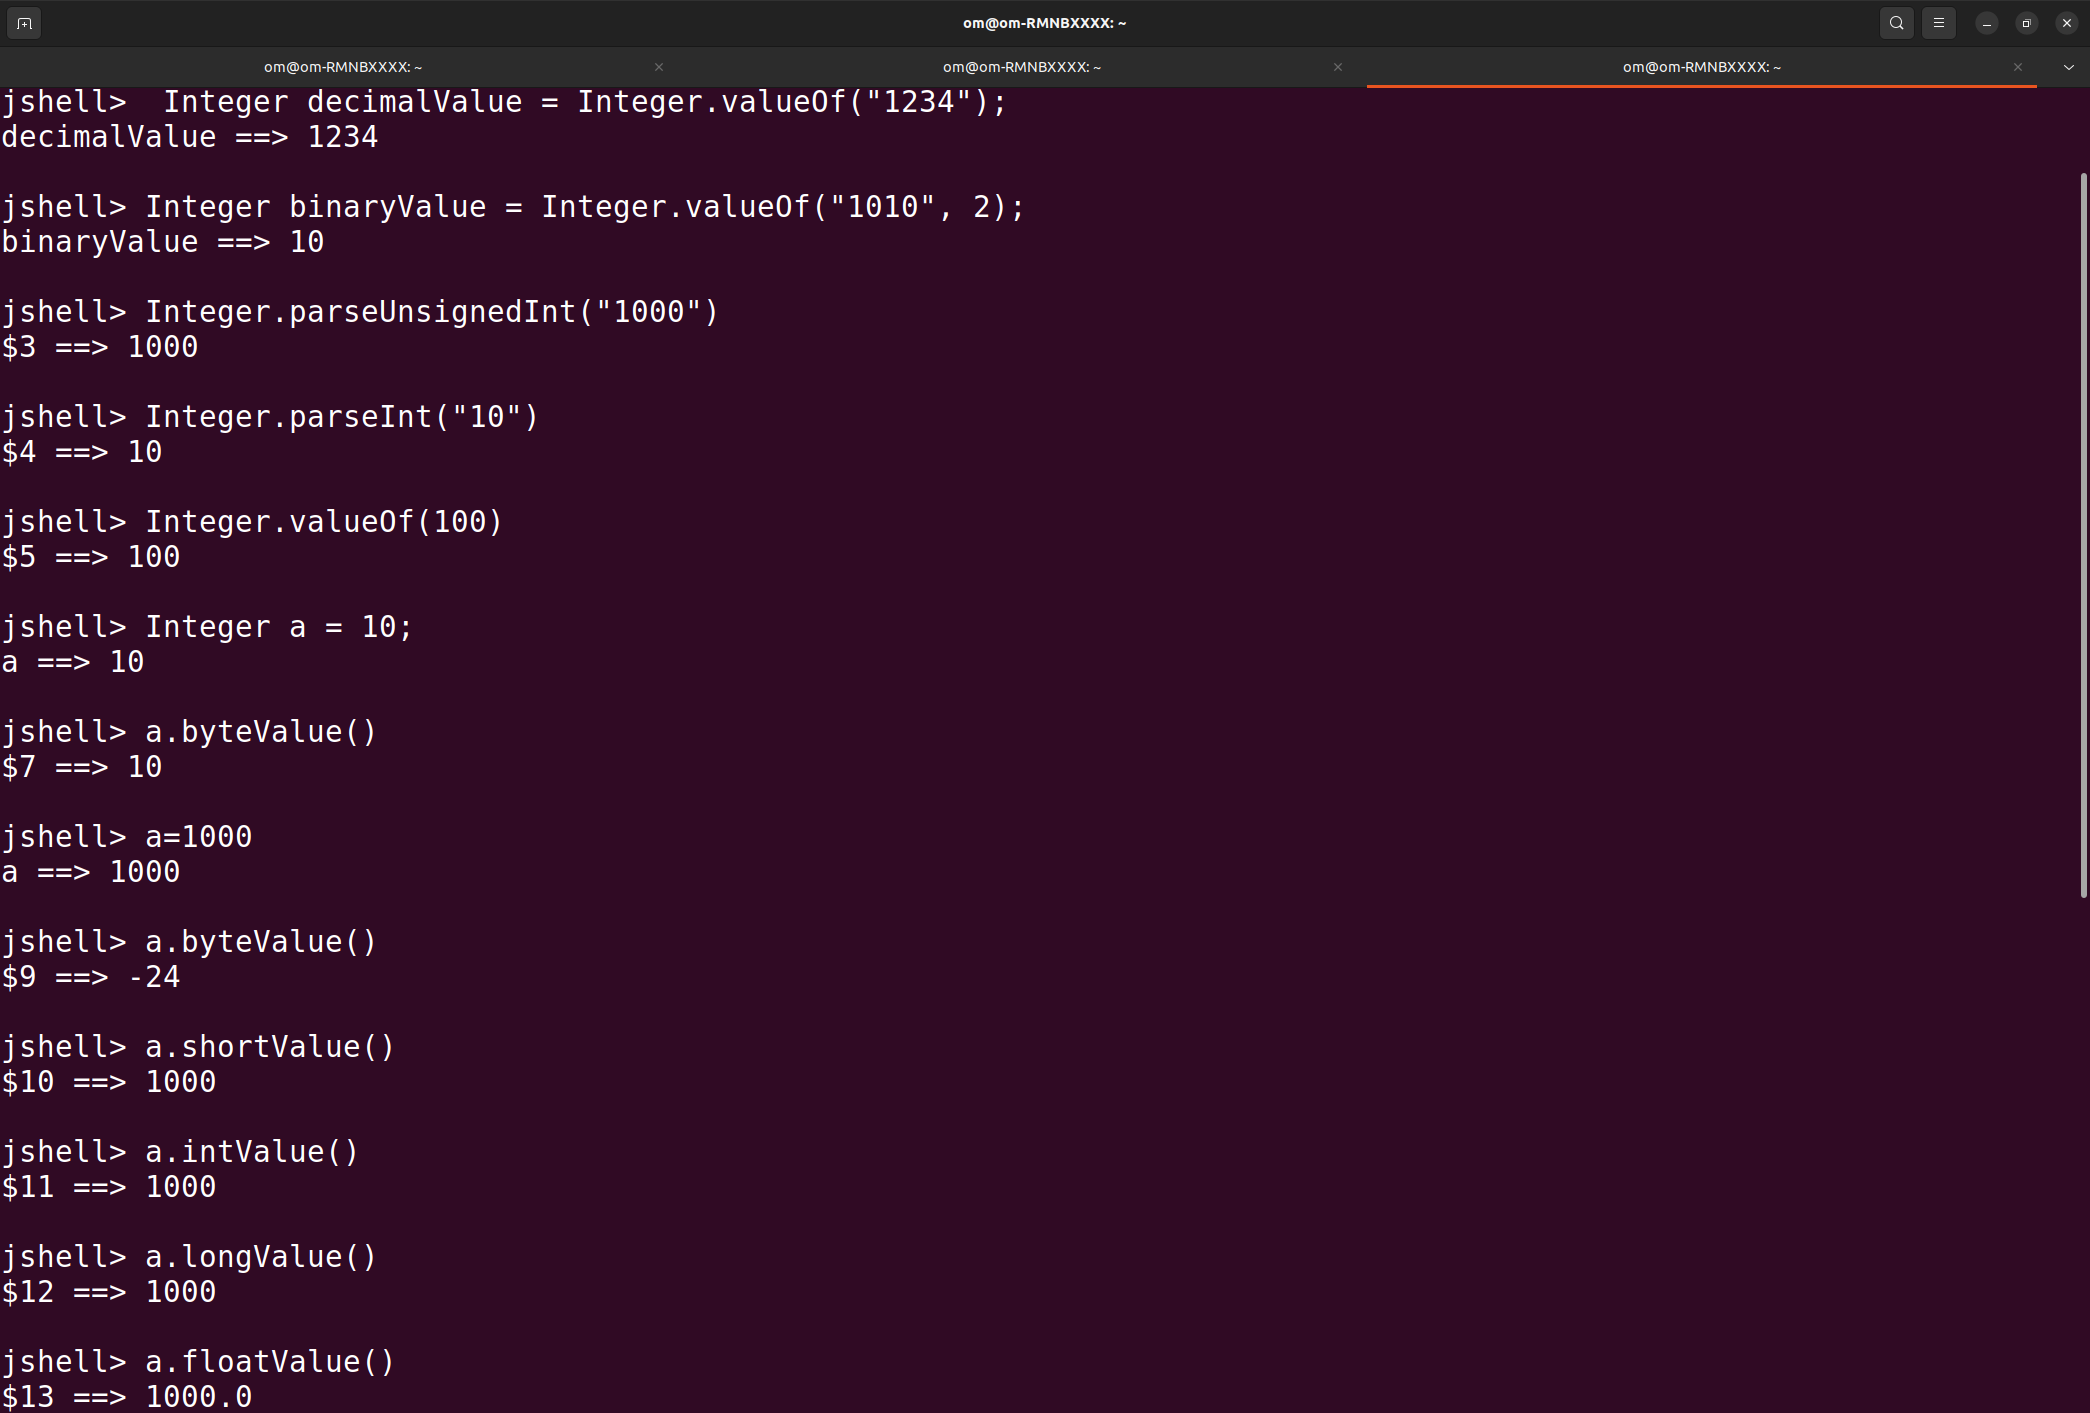 om@om-RMNBXXXX: ~
om@om-RMNBXXXX: ~ om@om-RMNBXXXX: ~ om@om-RMNBXXXX: ~
jshell>  Integer decimalValue = Integer.valueOf("1234");
decimalValue ==> 1234
jshell> Integer binaryValue = Integer.valueOf("1010", 2);
binaryValue ==> 10
jshell> Integer.parseUnsignedInt("1000")
$3 ==> 1000
jshell> Integer.parseInt("10")
$4 ==> 10
jshell> Integer.valueOf(100)
$5 ==> 100
jshell> Integer a = 10;
a ==> 10
jshell> a.byteValue()
$7 ==> 10
jshell> a=1000
a ==> 1000
jshell> a.byteValue()
$9 ==> -24
jshell> a.shortValue()
$10 ==> 1000
jshell> a.intValue()
$11 ==> 1000
jshell> a.longValue()
$12 ==> 1000
jshell> a.floatValue()
$13 ==> 1000.0